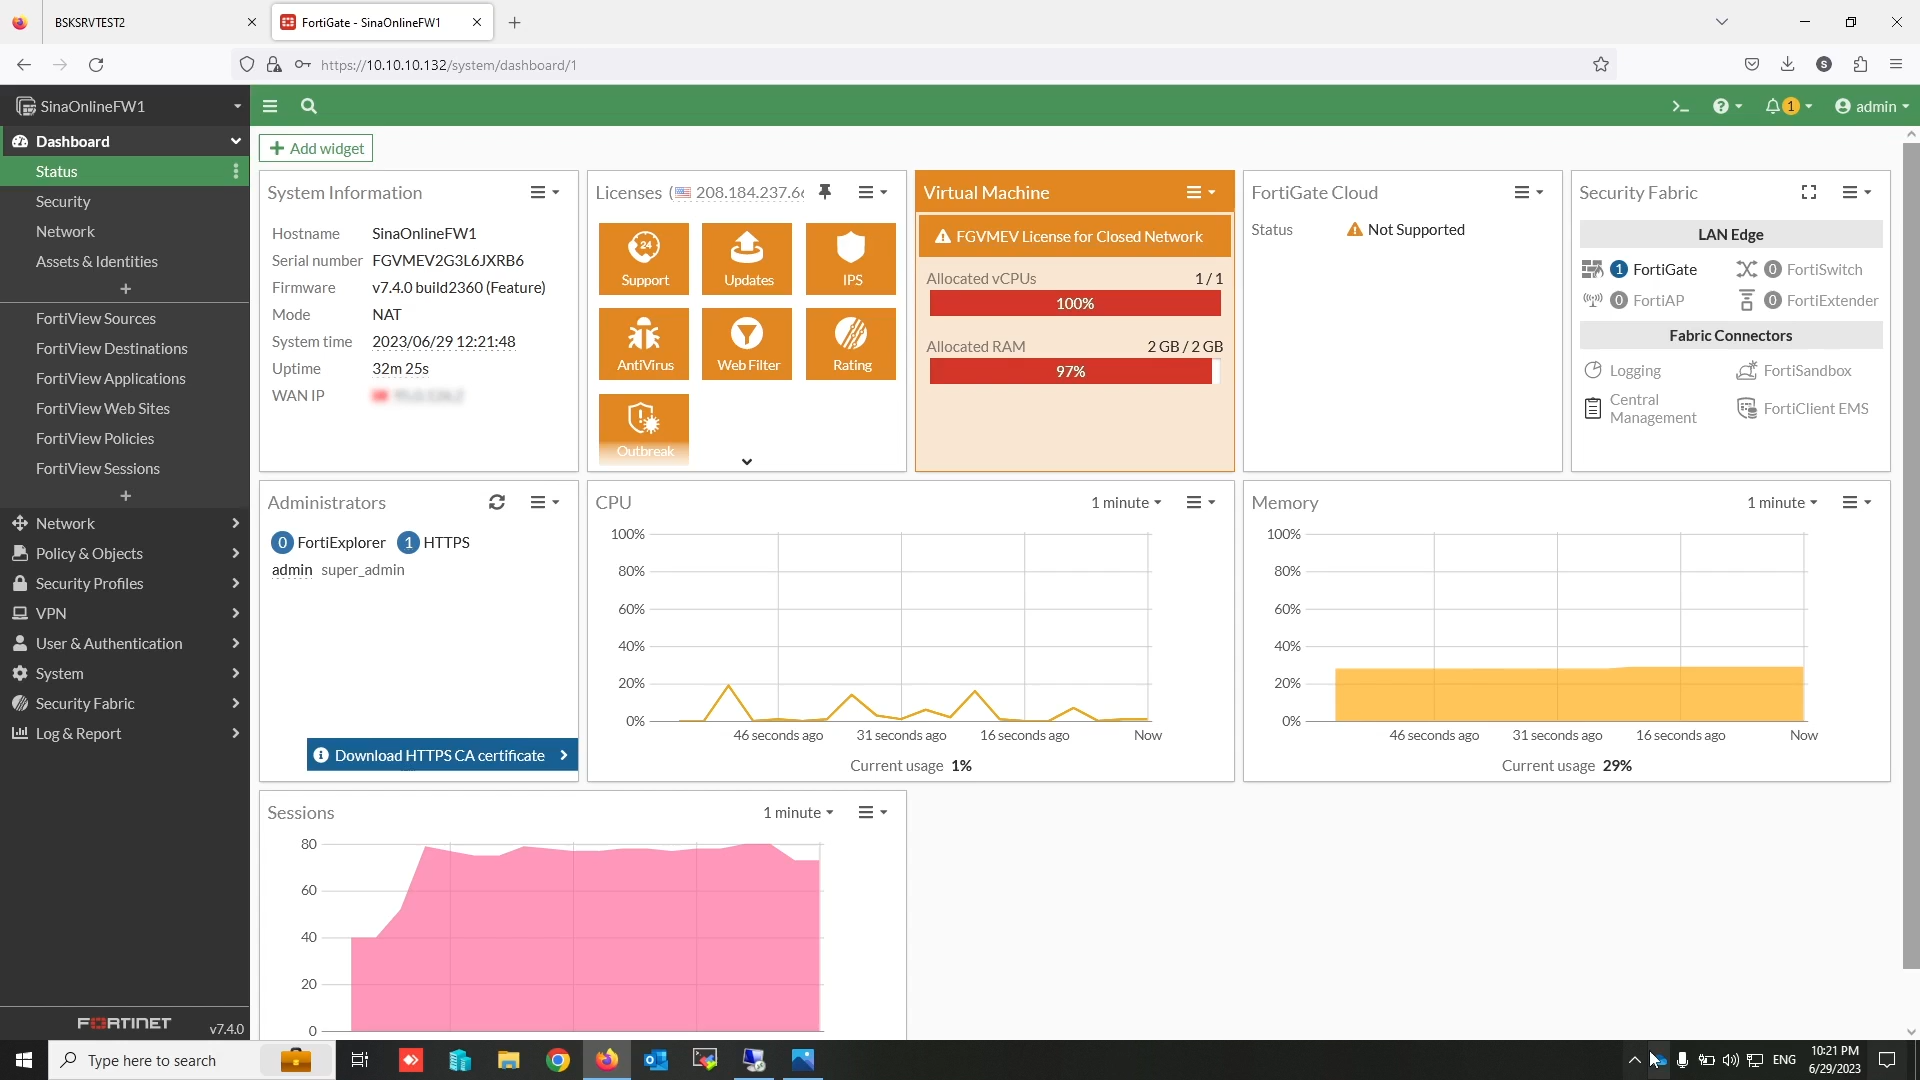 BSKSRVTEST2
FortiGate - SinaOnlineFW1
https://10.10.10.132/system/dashboard/1
SinaOnlineFW1
1
admin
Dashboard
Status
Security
Network
Assets & Identities
FortiView Sources
FortiView Destinations
FortiView Applications
FortiView Web Sites
FortiView Policies
FortiView Sessions
Network
Policy & Objects
Security Profiles
VPN
User & Authentication
System
Security Fabric
Log & Report
FORTINET
v7.4.0
Add widget
System Information
Hostname SinaOnlineFW1
Serial number FGVMEV2G3L6JXRB6
Firmware v7.4.0 build2360 (Feature)
Mode NAT
System time 2023/06/29 12:21:48
Uptime 32m 25s
WAN IP
Licenses (208.184.237.66
24
Support
Updates
IPS
AntiVirus
Web Filter
Rating
Outbreak
Virtual Machine
FGVMEV License for Closed Network
Allocated vCPUs 1 / 1
100%
Allocated RAM 2 GB / 2 GB
97%
FortiGate Cloud
Status Not Supported
Security Fabric
LAN Edge
1 FortiGate
0 FortiSwitch
0 FortiAP
0 FortiExtender
Fabric Connectors
Logging
FortiSandbox
Central Management
FortiClient EMS
Administrators
0 FortiExplorer 1 HTTPS
admin super_admin
Download HTTPS CA certificate
CPU
1 minute
100%
80%
60%
40%
20%
0%
46 seconds ago 31 seconds ago 16 seconds ago Now
Current usage 1%
Memory
1 minute
100%
80%
60%
40%
20%
0%
46 seconds ago 31 seconds ago 16 seconds ago Now
Current usage 29%
Sessions
1 minute
80
60
40
20
0
Type here to search
ENG
10:21 PM
6/29/2023